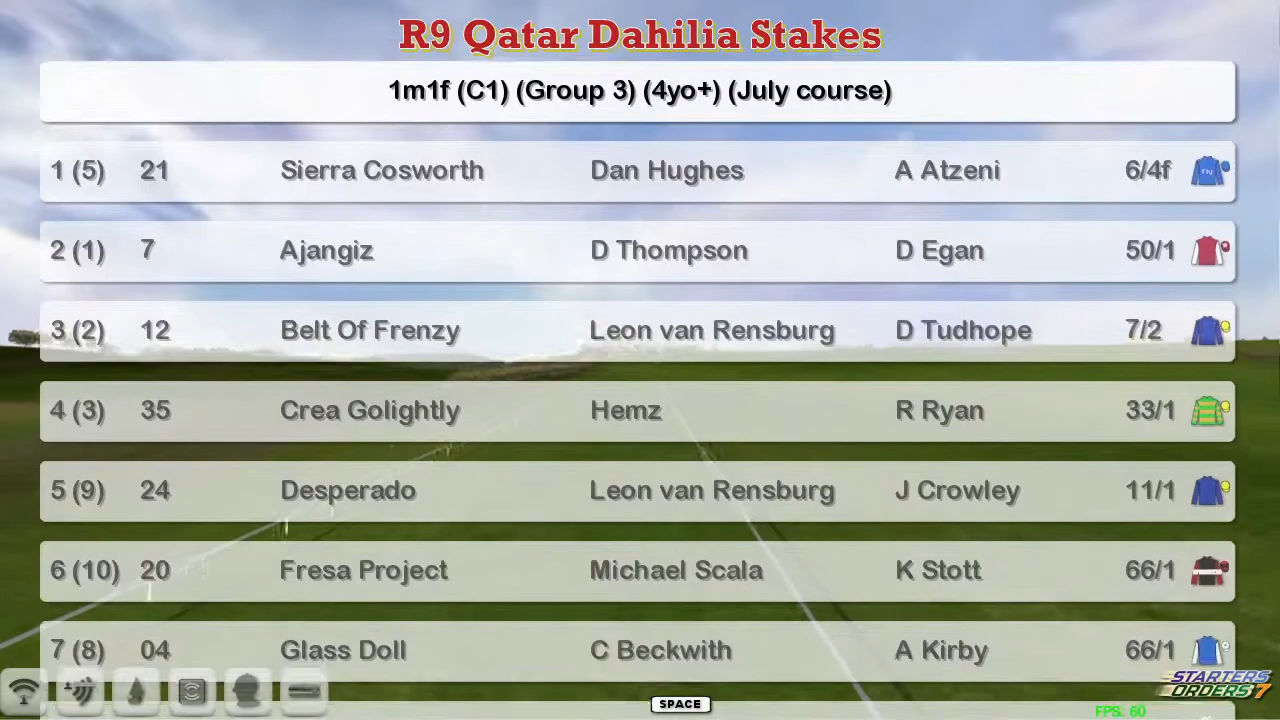 R9 Qatar Dahilia Stakes
1m1f (C1) (Group 3) (4yo+) (July course)
1 (5) 21 Sierra Cosworth Dan Hughes A Atzeni 6/4f
2 (1) 7 Ajangiz D Thompson D Egan 50/1
3 (2) 12 Belt Of Frenzy Leon van Rensburg D Tudhope 7/2
4 (3) 35 Crea Golightly Hemz R Ryan 33/1
5 (9) 24 Desperado Leon van Rensburg J Crowley 11/1
6 (10) 20 Fresa Project Michael Scala K Stott 66/1
7 (8) 04 Glass Doll C Beckwith A Kirby 66/1
STARTERS ORDERS 7
SPACE
FPS: 60